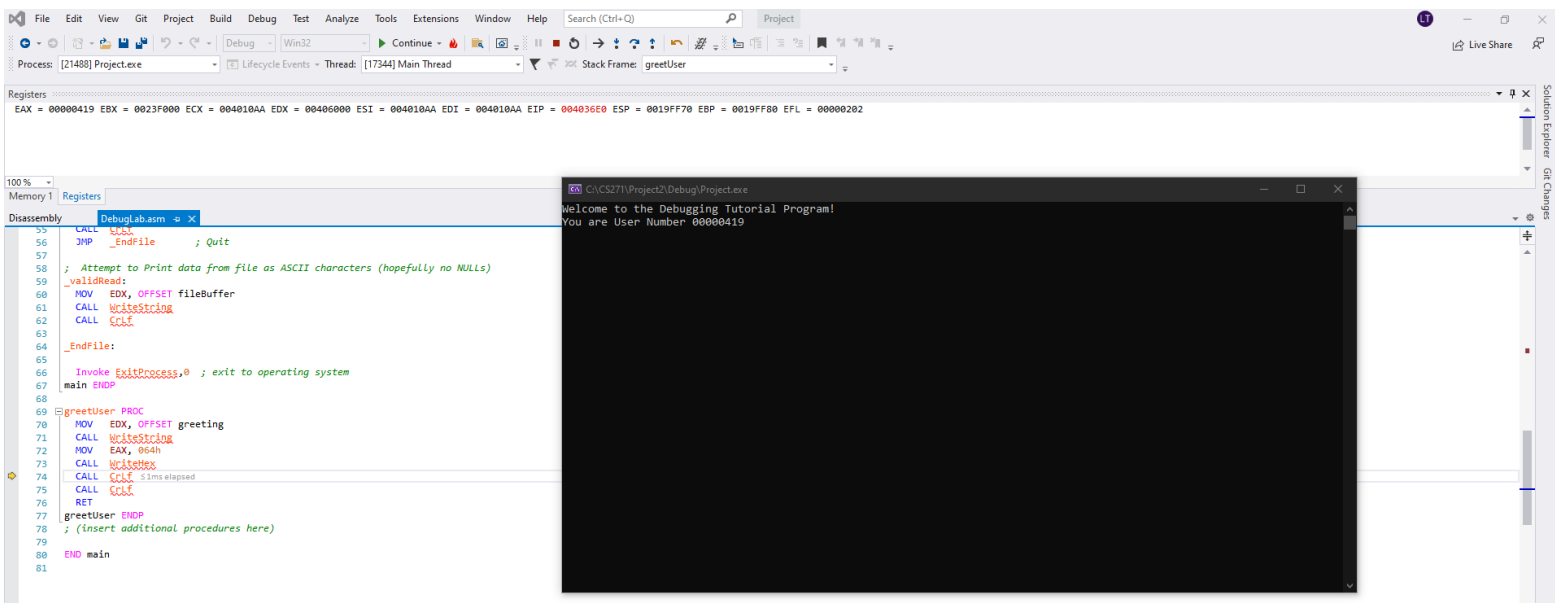 File Edit View Git Project Build Debug Test Analyze Tools Extensions Window Help Search (Ctrl+Q) Project LT
Debug Win32 Continue Live Share
Process: [21488] Project.exe Lifecycle Events Thread: [17344] Main Thread Stack Frame: greetUser
Registers
EAX = 00000419 EBX = 0023F000 ECX = 004010AA EDX = 00406000 ESI = 004010AA EDI = 004010AA EIP = 004036E0 ESP = 0019FF70 EBP = 0019FF80 EFL = 00000202
100 %
Memory 1 Registers
Disassembly DebugLab.asm
55 CALL CrLf
56 JMP _EndFile ; Quit
57
58 ; Attempt to Print data from file as ASCII characters (hopefully no NULLs)
59 _validRead:
60 MOV EDX, OFFSET fileBuffer
61 CALL WriteString
62 CALL CrLf
63
64 _EndFile:
65
66 Invoke ExitProcess,0 ; exit to operating system
67 main ENDP
68
69 greetUser PROC
70 MOV EDX, OFFSET greeting
71 CALL WriteString
72 MOV EAX, 064h
73 CALL WriteHex
74 CALL CrLf ≤1ms elapsed
75 CALL CrLf
76 RET
77 greetUser ENDP
78 ; (insert additional procedures here)
79
80 END main
81
C:\CS271\Project2\Debug\Project.exe
Welcome to the Debugging Tutorial Program!
You are User Number 00000419
Solution Explorer
Git Changes